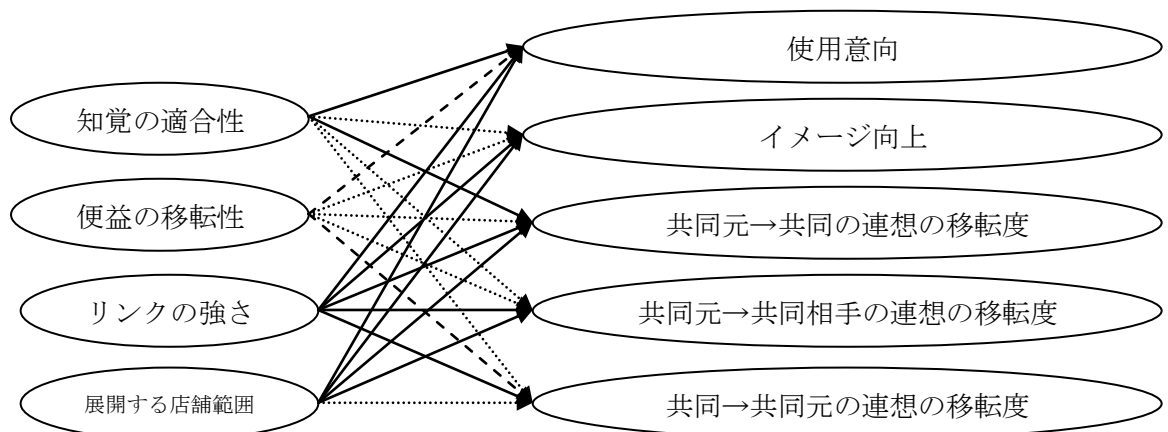 知覚の適合性
便益の移転性
リンクの強さ
展開する店舗範囲
使用意向
イメージ向上
共同元→共同の連想の移転度
共同元→共同相手の連想の移転度
共同→共同元の連想の移転度